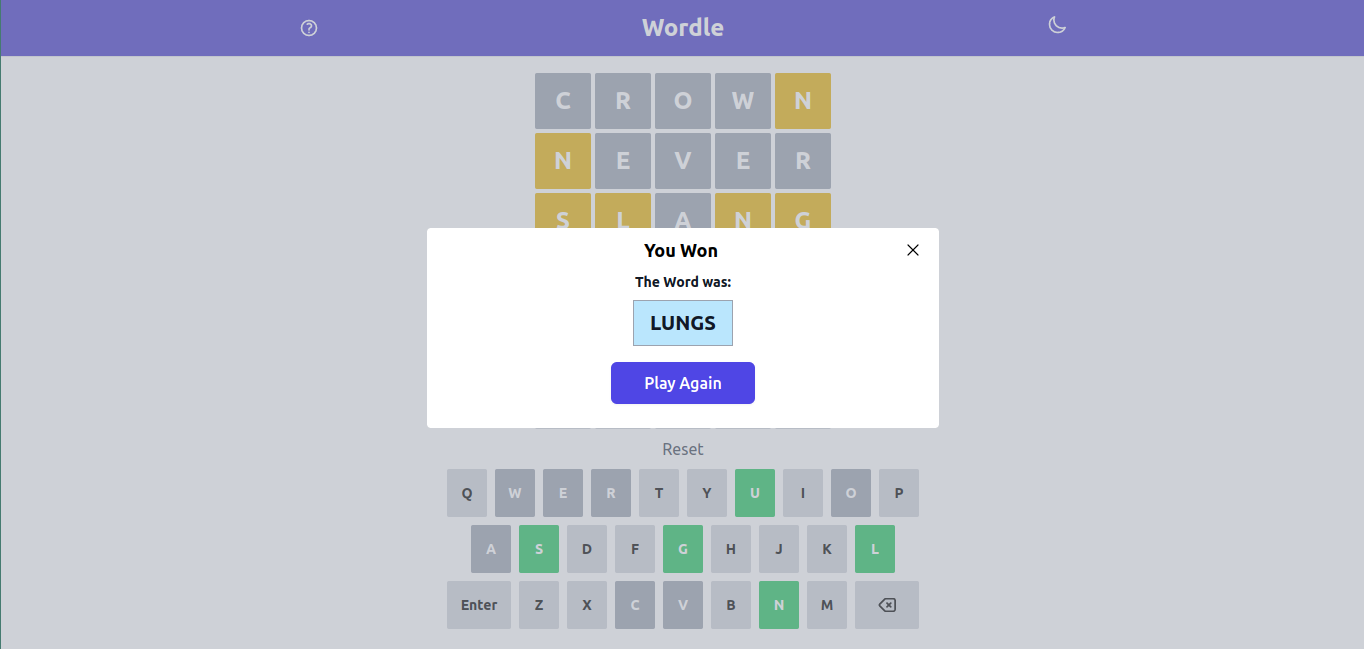 Wordle
C R O W N
N E V E R
S L A N G
You Won
The Word was:
LUNGS
Play Again
Reset
Q W E R T Y U I O P
A S D F G H J K L
Enter Z X C V B N M